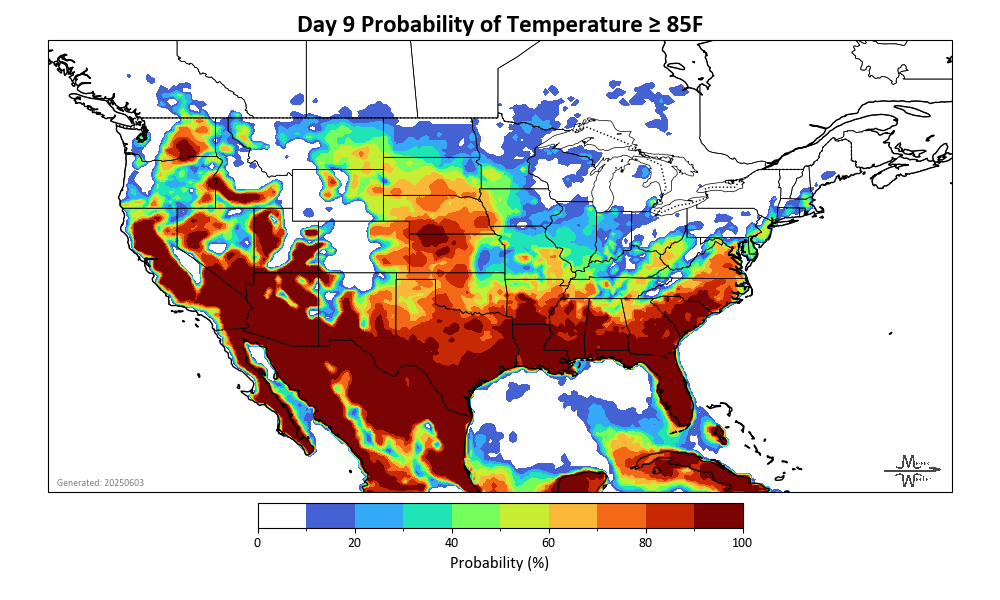 Day 9 Probability of Temperature ≥ 85F
Generated: 20250603
0 20 40 60 80 100
Probability (%)